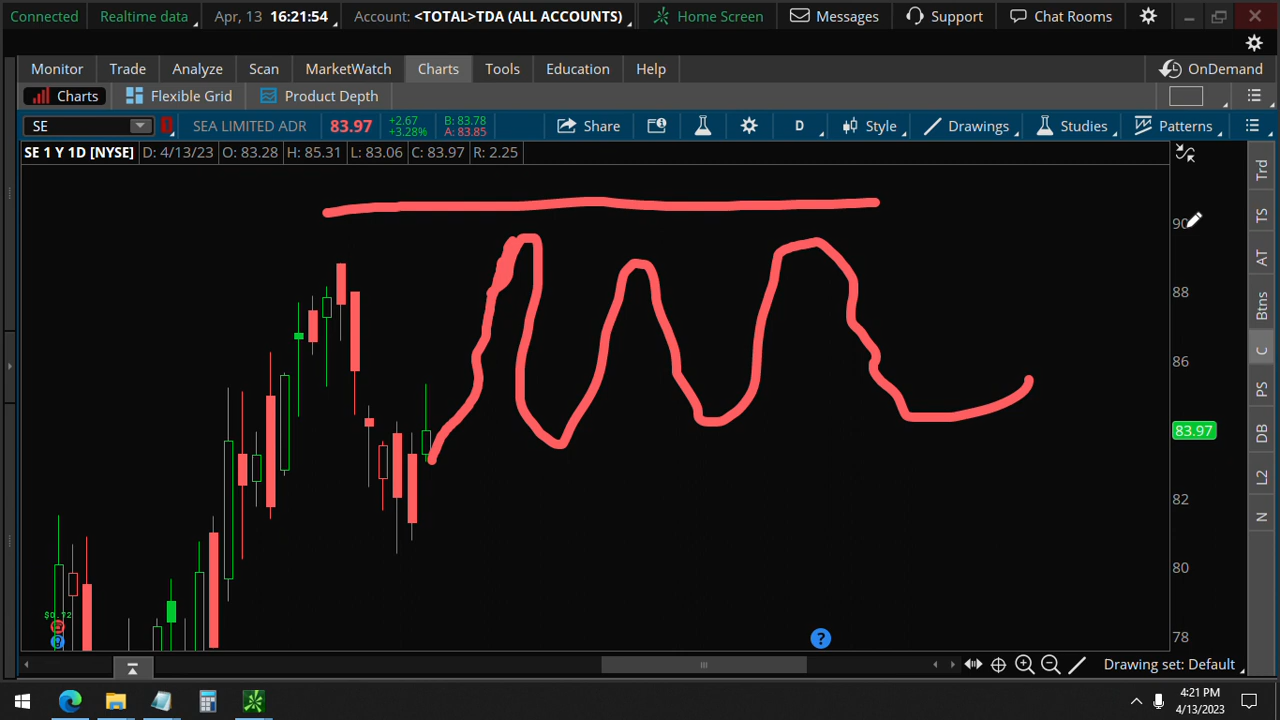 Connected Realtime data Apr, 13 16:21:54 Account: <TOTAL>TDA (ALL ACCOUNTS) Home Screen Messages Support Chat Rooms
Monitor Trade Analyze Scan MarketWatch Charts Tools Education Help OnDemand
Charts Flexible Grid Product Depth
SE SEA LIMITED ADR 83.97 +2.67 B: 83.78 Share D Style Drawings Studies Patterns
+3.28% A: 83.85
SE 1 Y 1D [NYSE] D: 4/13/23 O: 83.28 H: 85.31 L: 83.06 C: 83.97 R: 2.25
Trd
TS
90
AT
88
Btns
C
86
PS
83.97
DB
L2
82
N
80
$0.72
78
?
Drawing set: Default
4:21 PM
4/13/2023